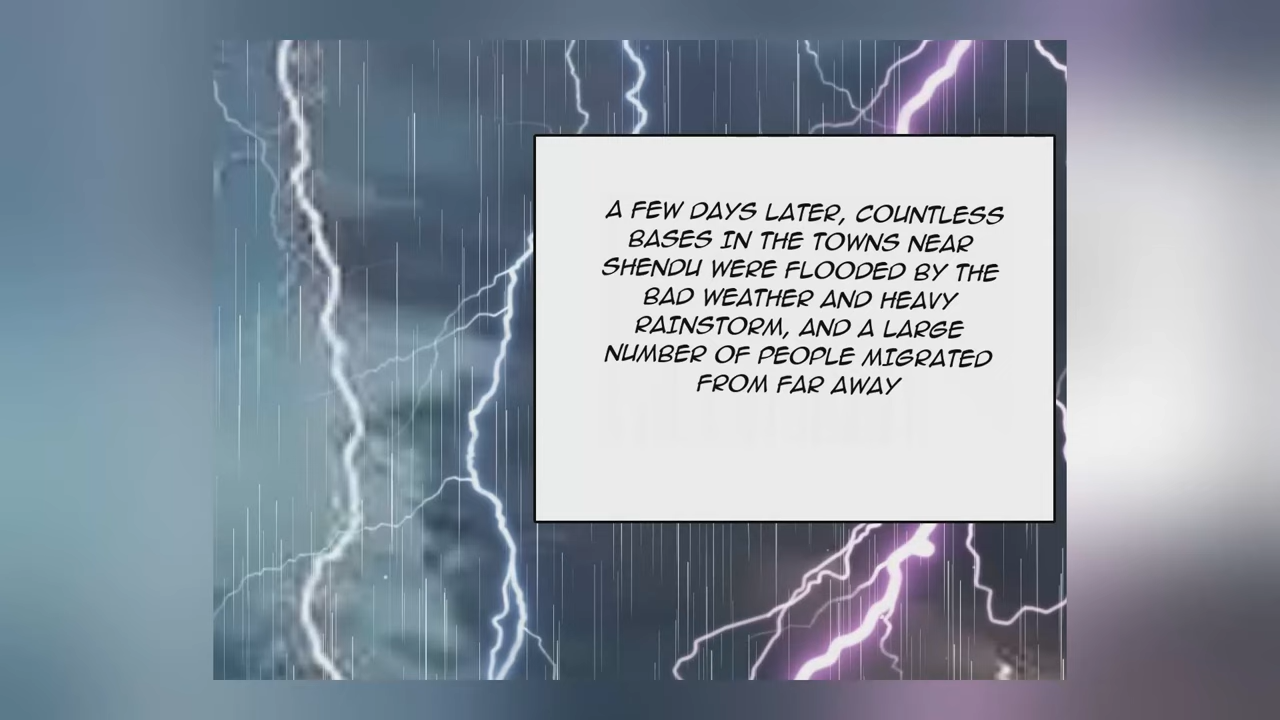 A FEW DAYS LATER, COUNTLESS
BASES IN THE TOWNS NEAR
SHENDU WERE FLOODED BY THE
BAD WEATHER AND HEAVY
RAINSTORM, AND A LARGE
NUMBER OF PEOPLE MIGRATED
FROM FAR AWAY